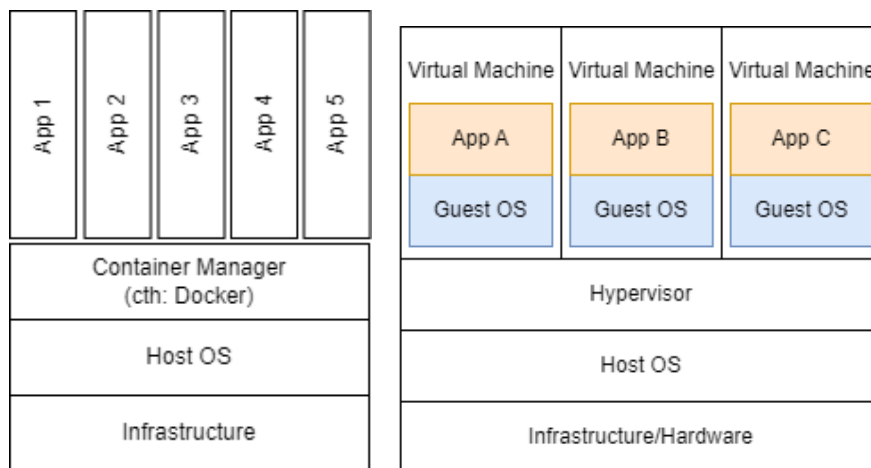 App 1
App 2
App 3
App 4
App 5
Container Manager
(cth: Docker)
Host OS
Infrastructure
Virtual Machine
Virtual Machine
Virtual Machine
App A
App B
App C
Guest OS
Guest OS
Guest OS
Hypervisor
Host OS
Infrastructure/Hardware